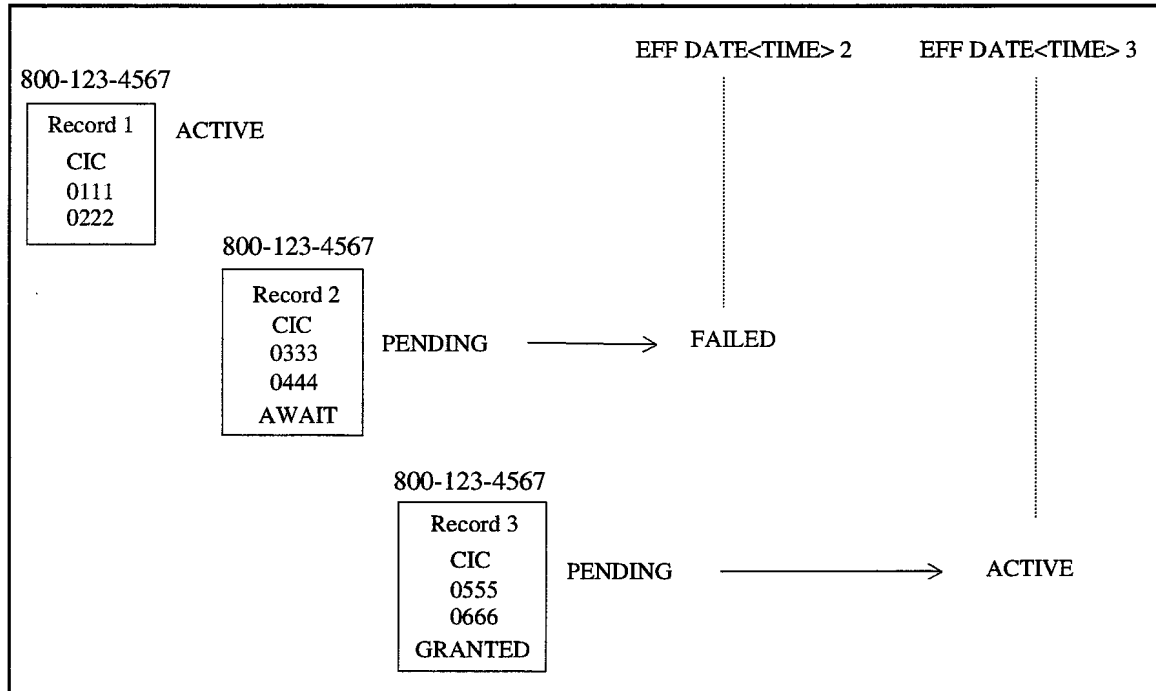 EFF DATE<TIME> 2 EFF DATE<TIME> 3
800-123-4567
Record 1 ACTIVE
CIC
0111
0222
800-123-4567
Record 2
CIC
0333 PENDING FAILED
0444
AWAIT
800-123-4567
Record 3
CIC
0555 PENDING ACTIVE
0666
GRANTED